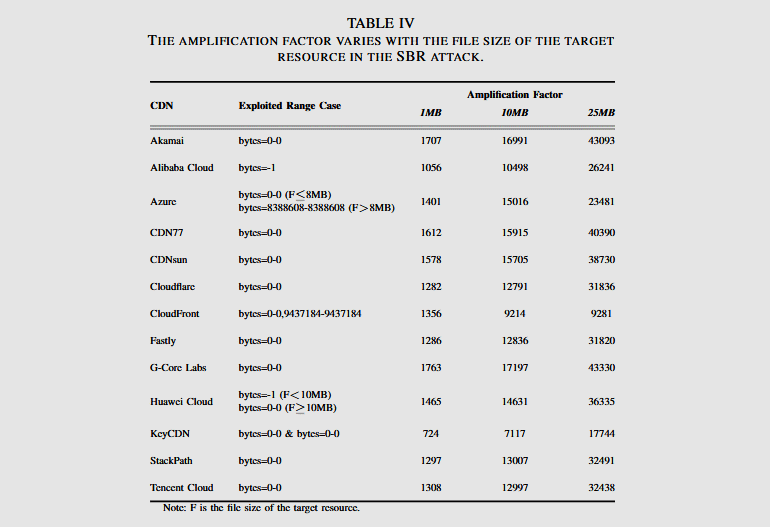 TABLE IV
THE AMPLIFICATION FACTOR VARIES WITH THE FILE SIZE OF THE TARGET
RESOURCE IN THE SBR ATTACK.
CDN Exploited Range Case Amplification Factor
1MB 10MB 25MB
Akamai bytes=0-0 1707 16991 43093
Alibaba Cloud bytes=-1 1056 10498 26241
Azure bytes=0-0 (F≤8MB)
bytes=8388608-8388608 (F>8MB) 1401 15016 23481
CDN77 bytes=0-0 1612 15915 40390
CDNsun bytes=0-0 1578 15705 38730
Cloudflare bytes=0-0 1282 12791 31836
CloudFront bytes=0-0,9437184-9437184 1356 9214 9281
Fastly bytes=0-0 1286 12836 31820
G-Core Labs bytes=0-0 1763 17197 43330
Huawei Cloud bytes=-1 (F<10MB)
bytes=0-0 (F≥10MB) 1465 14631 36335
KeyCDN bytes=0-0 & bytes=0-0 724 7117 17744
StackPath bytes=0-0 1297 13007 32491
Tencent Cloud bytes=0-0 1308 12997 32438
Note: F is the file size of the target resource.